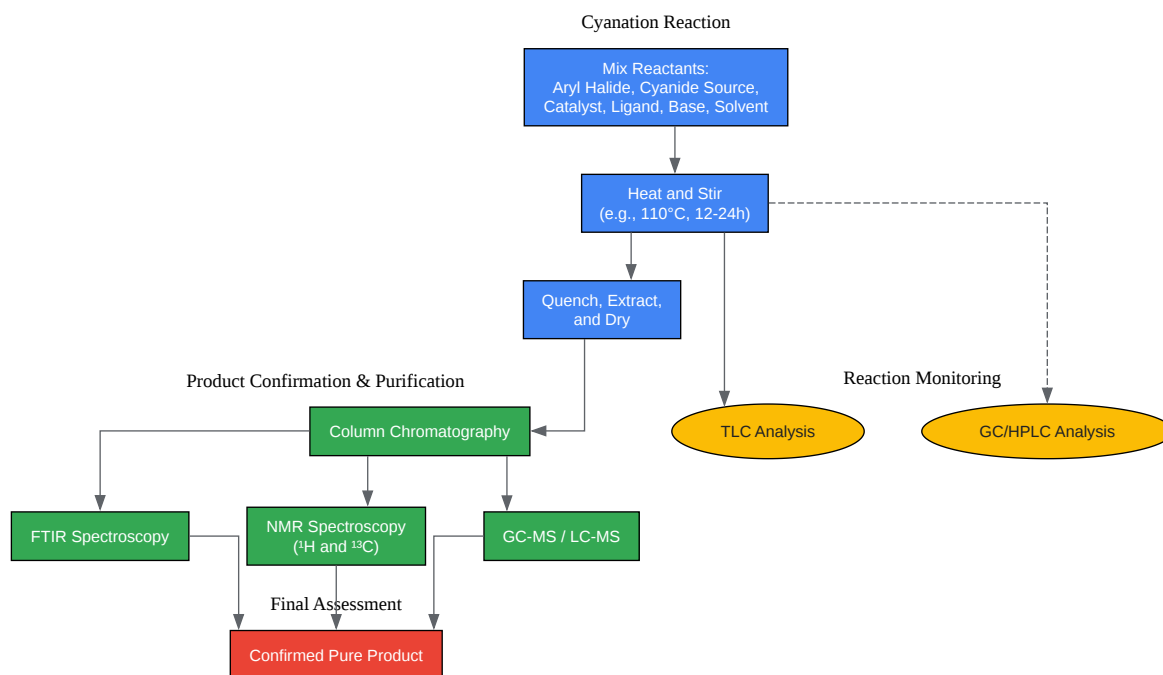 Cyanation Reaction
Mix Reactants:
Aryl Halide, Cyanide Source,
Catalyst, Ligand, Base, Solvent
Heat and Stir
(e.g., 110°C, 12-24h)
Quench, Extract,
and Dry
Product Confirmation & Purification
Reaction Monitoring
Column Chromatography
TLC Analysis
GC/HPLC Analysis
FTIR Spectroscopy
NMR Spectroscopy
(¹H and ¹³C)
GC-MS / LC-MS
Final Assessment
Confirmed Pure Product